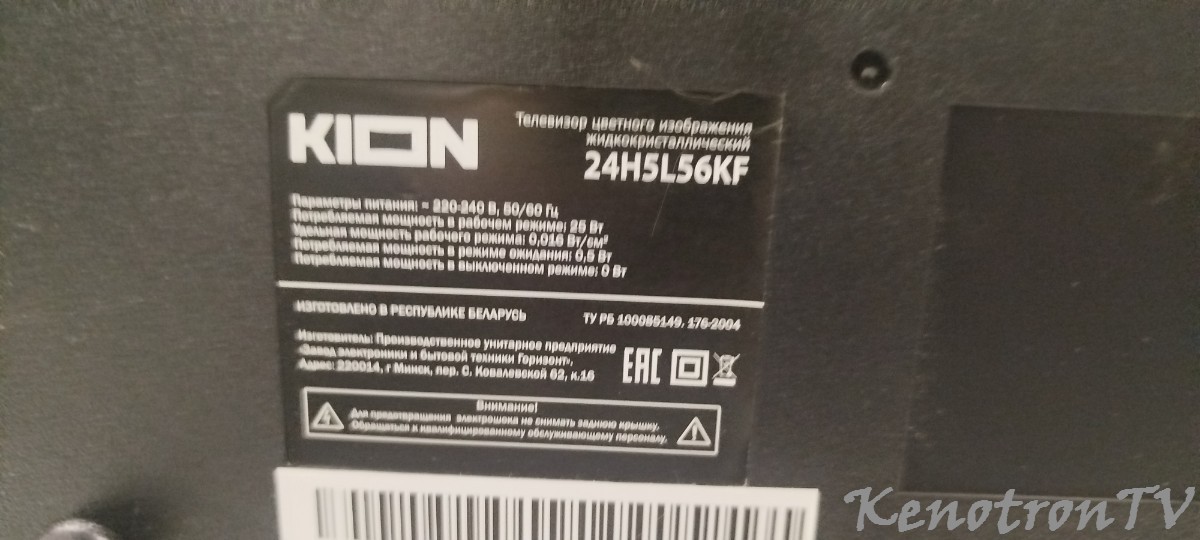 KION
Телевизор цветного изображения
жидкокристаллический
24H5L56KF
Параметры питания: ≈ 220-240 В, 50/60 Гц
Потребляемая мощность в рабочем режиме: 25 Вт
Удельная мощность рабочего режима: 0,016 Вт/см²
Потребляемая мощность в режиме ожидания: 0,5 Вт
Потребляемая мощность в выключенном режиме: 0 Вт
ИЗГОТОВЛЕНО В РЕСПУБЛИКЕ БЕЛАРУСЬ
ТУ РБ 100085149. 176-2004
Изготовитель: Производственное унитарное предприятие
«Завод электроники и бытовой техники Горизонт»,
Адрес: 220014, г Минск, пер. С. Ковалевской 62, к.16
EAC
Внимание!
Для предотвращения электрошока не снимать заднюю крышку.
Обращаться к квалифицированному обслуживающему персоналу.
KenotronTV